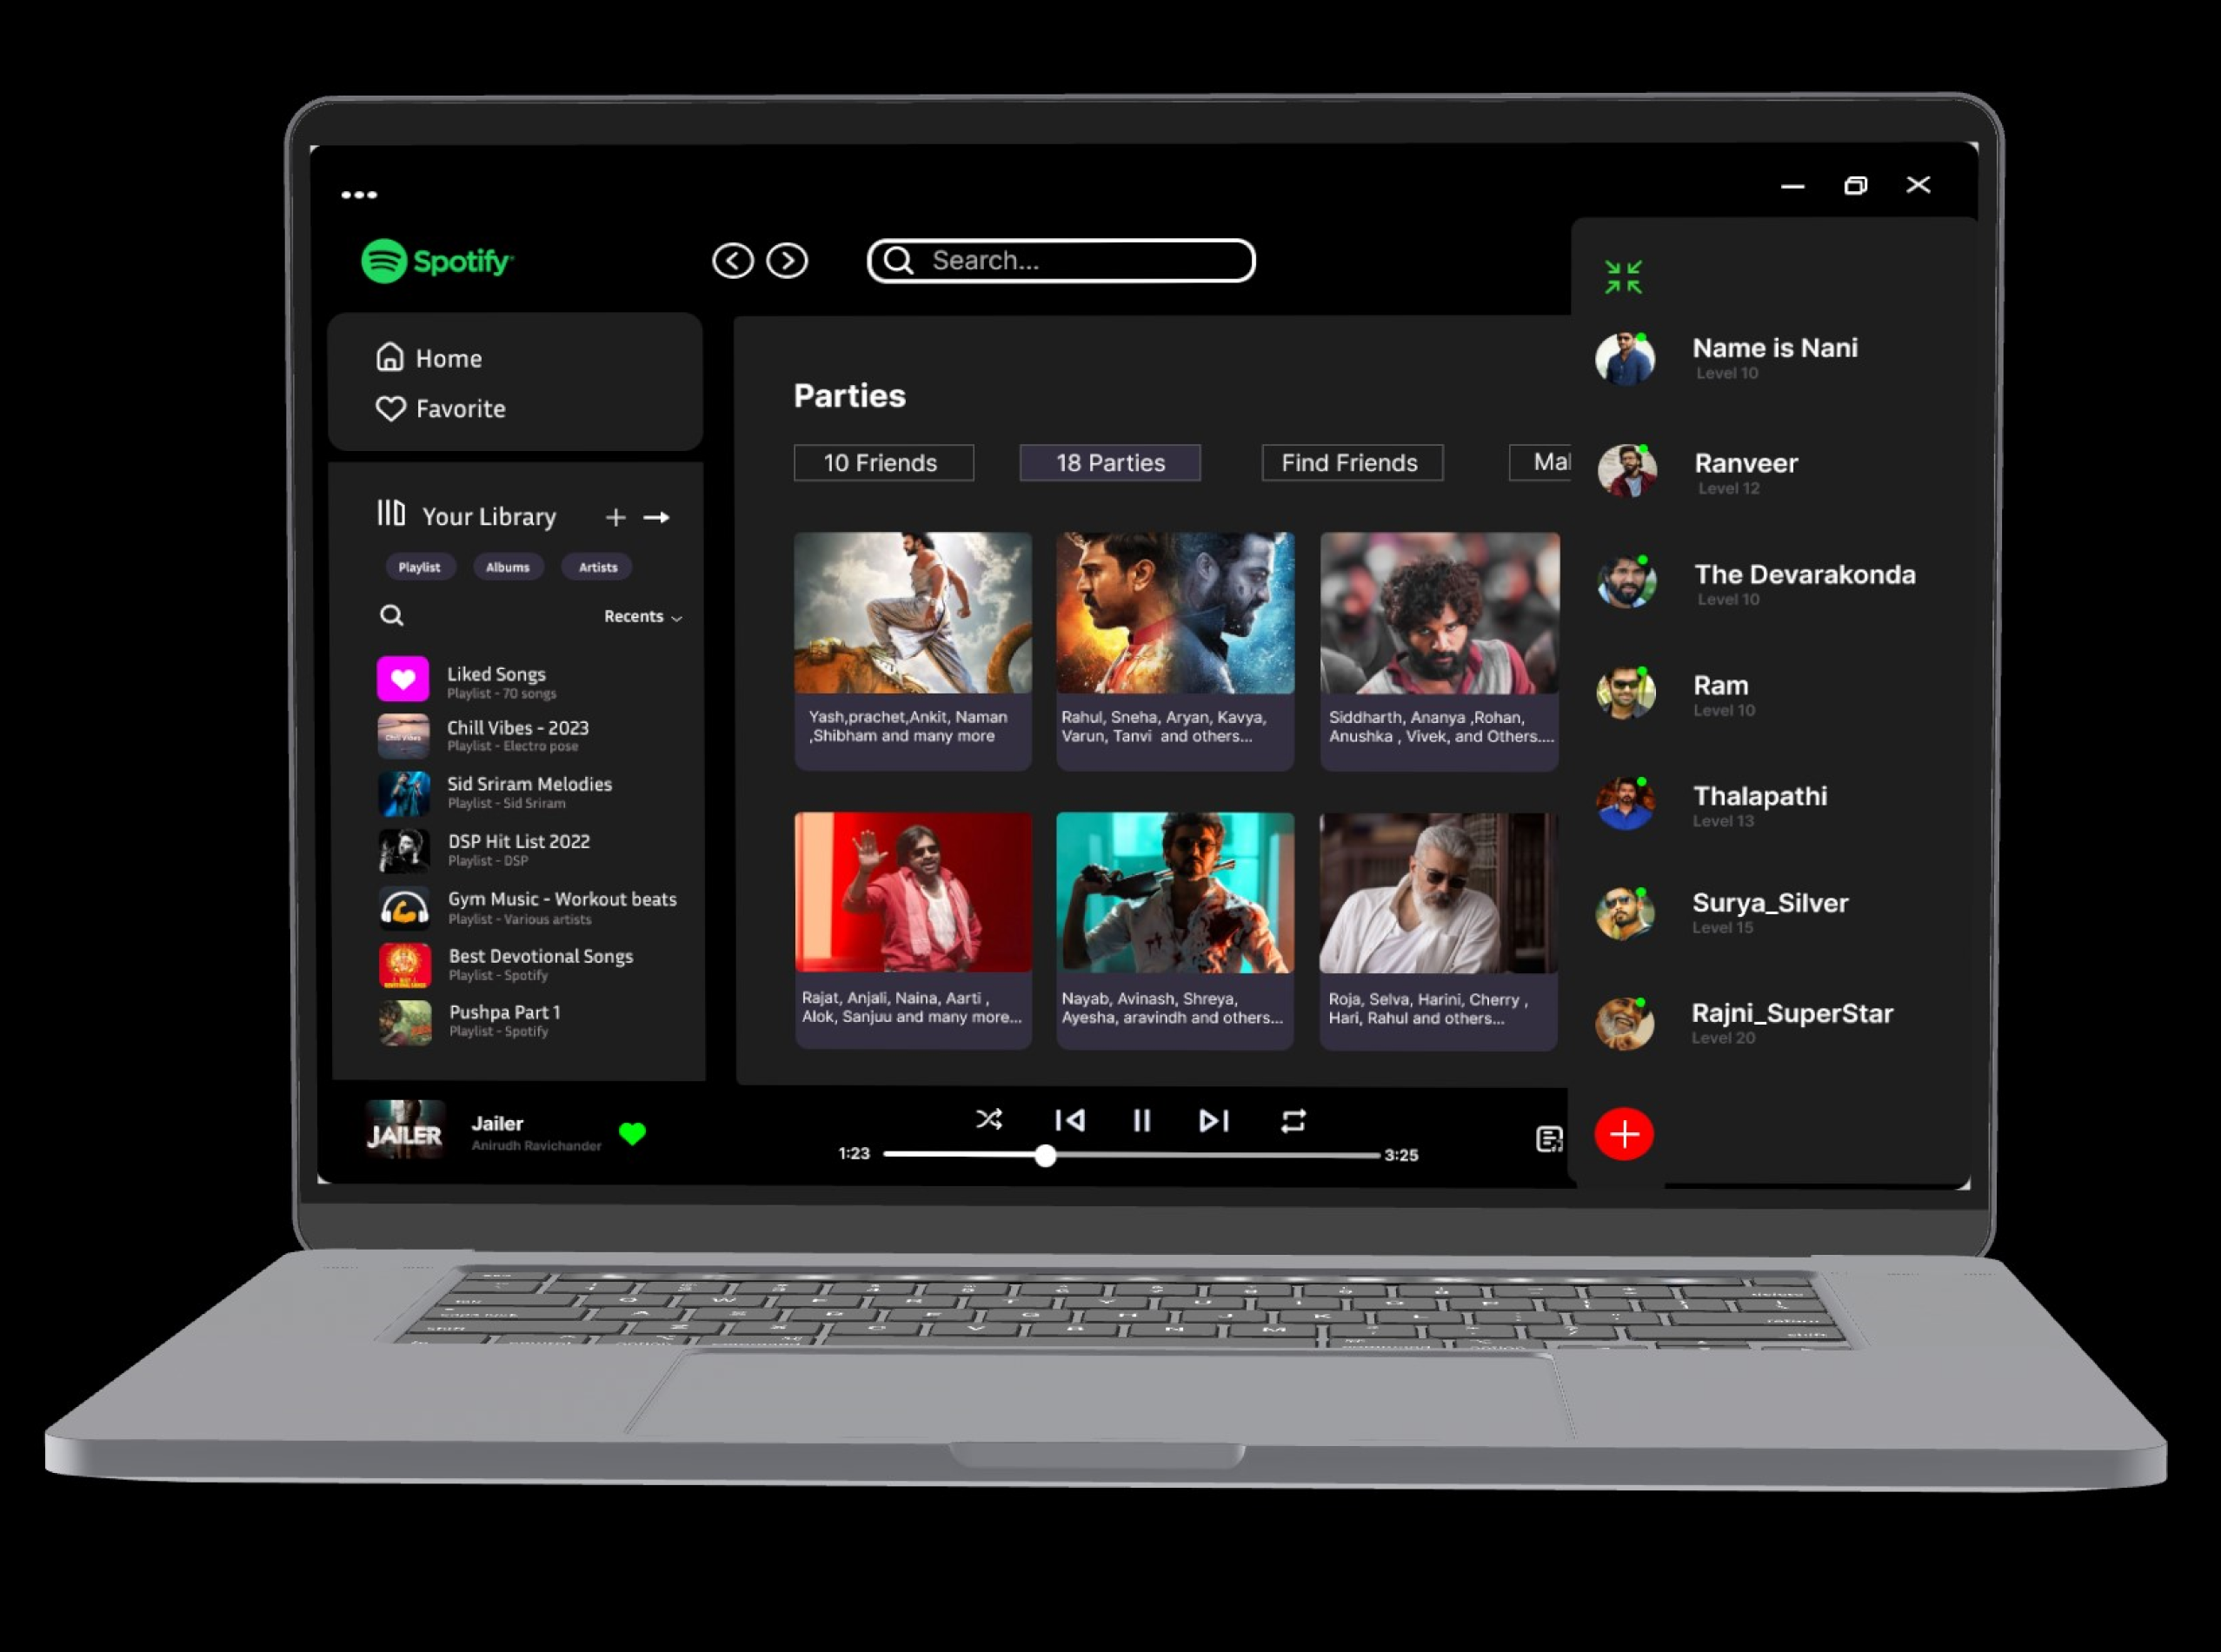 Spotify
Search...
Home
Favorite
Your Library
Playlist
Albums
Artists
Recents
Liked Songs
Playlist - 70 songs
Chill Vibes - 2023
Playlist - Electro pose
Sid Sriram Melodies
Playlist - Sid Sriram
DSP Hit List 2022
Playlist - DSP
Gym Music - Workout beats
Playlist - Various artists
Best Devotional Songs
Playlist - Spotify
Pushpa Part 1
Playlist - Spotify
Parties
10 Friends
18 Parties
Find Friends
Mal
Yash,prachet,Ankit, Naman
,Shibham and many more
Rahul, Sneha, Aryan, Kavya,
Varun, Tanvi and others...
Siddharth, Ananya ,Rohan,
Anushka , Vivek, and Others....
Rajat, Anjali, Naina, Aarti ,
Alok, Sanjuu and many more...
Nayab, Avinash, Shreya,
Ayesha, aravindh and others...
Roja, Selva, Harini, Cherry ,
Hari, Rahul and others...
Name is Nani
Level 10
Ranveer
Level 12
The Devarakonda
Level 10
Ram
Level 10
Thalapathi
Level 13
Surya_Silver
Level 15
Rajni_SuperStar
Level 20
JAILER
Jailer
Anirudh Ravichander
1:23
3:25